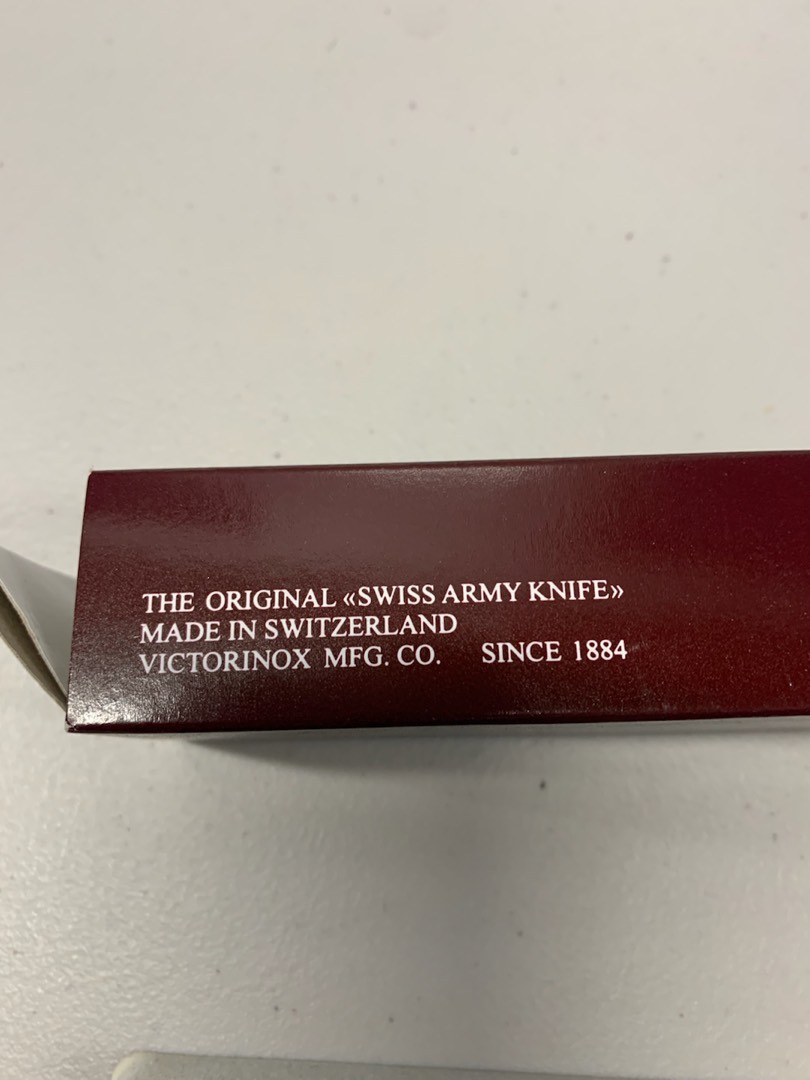 THE ORIGINAL «SWISS ARMY KNIFE»
MADE IN SWITZERLAND
VICTORINOX MFG. CO. SINCE 1884